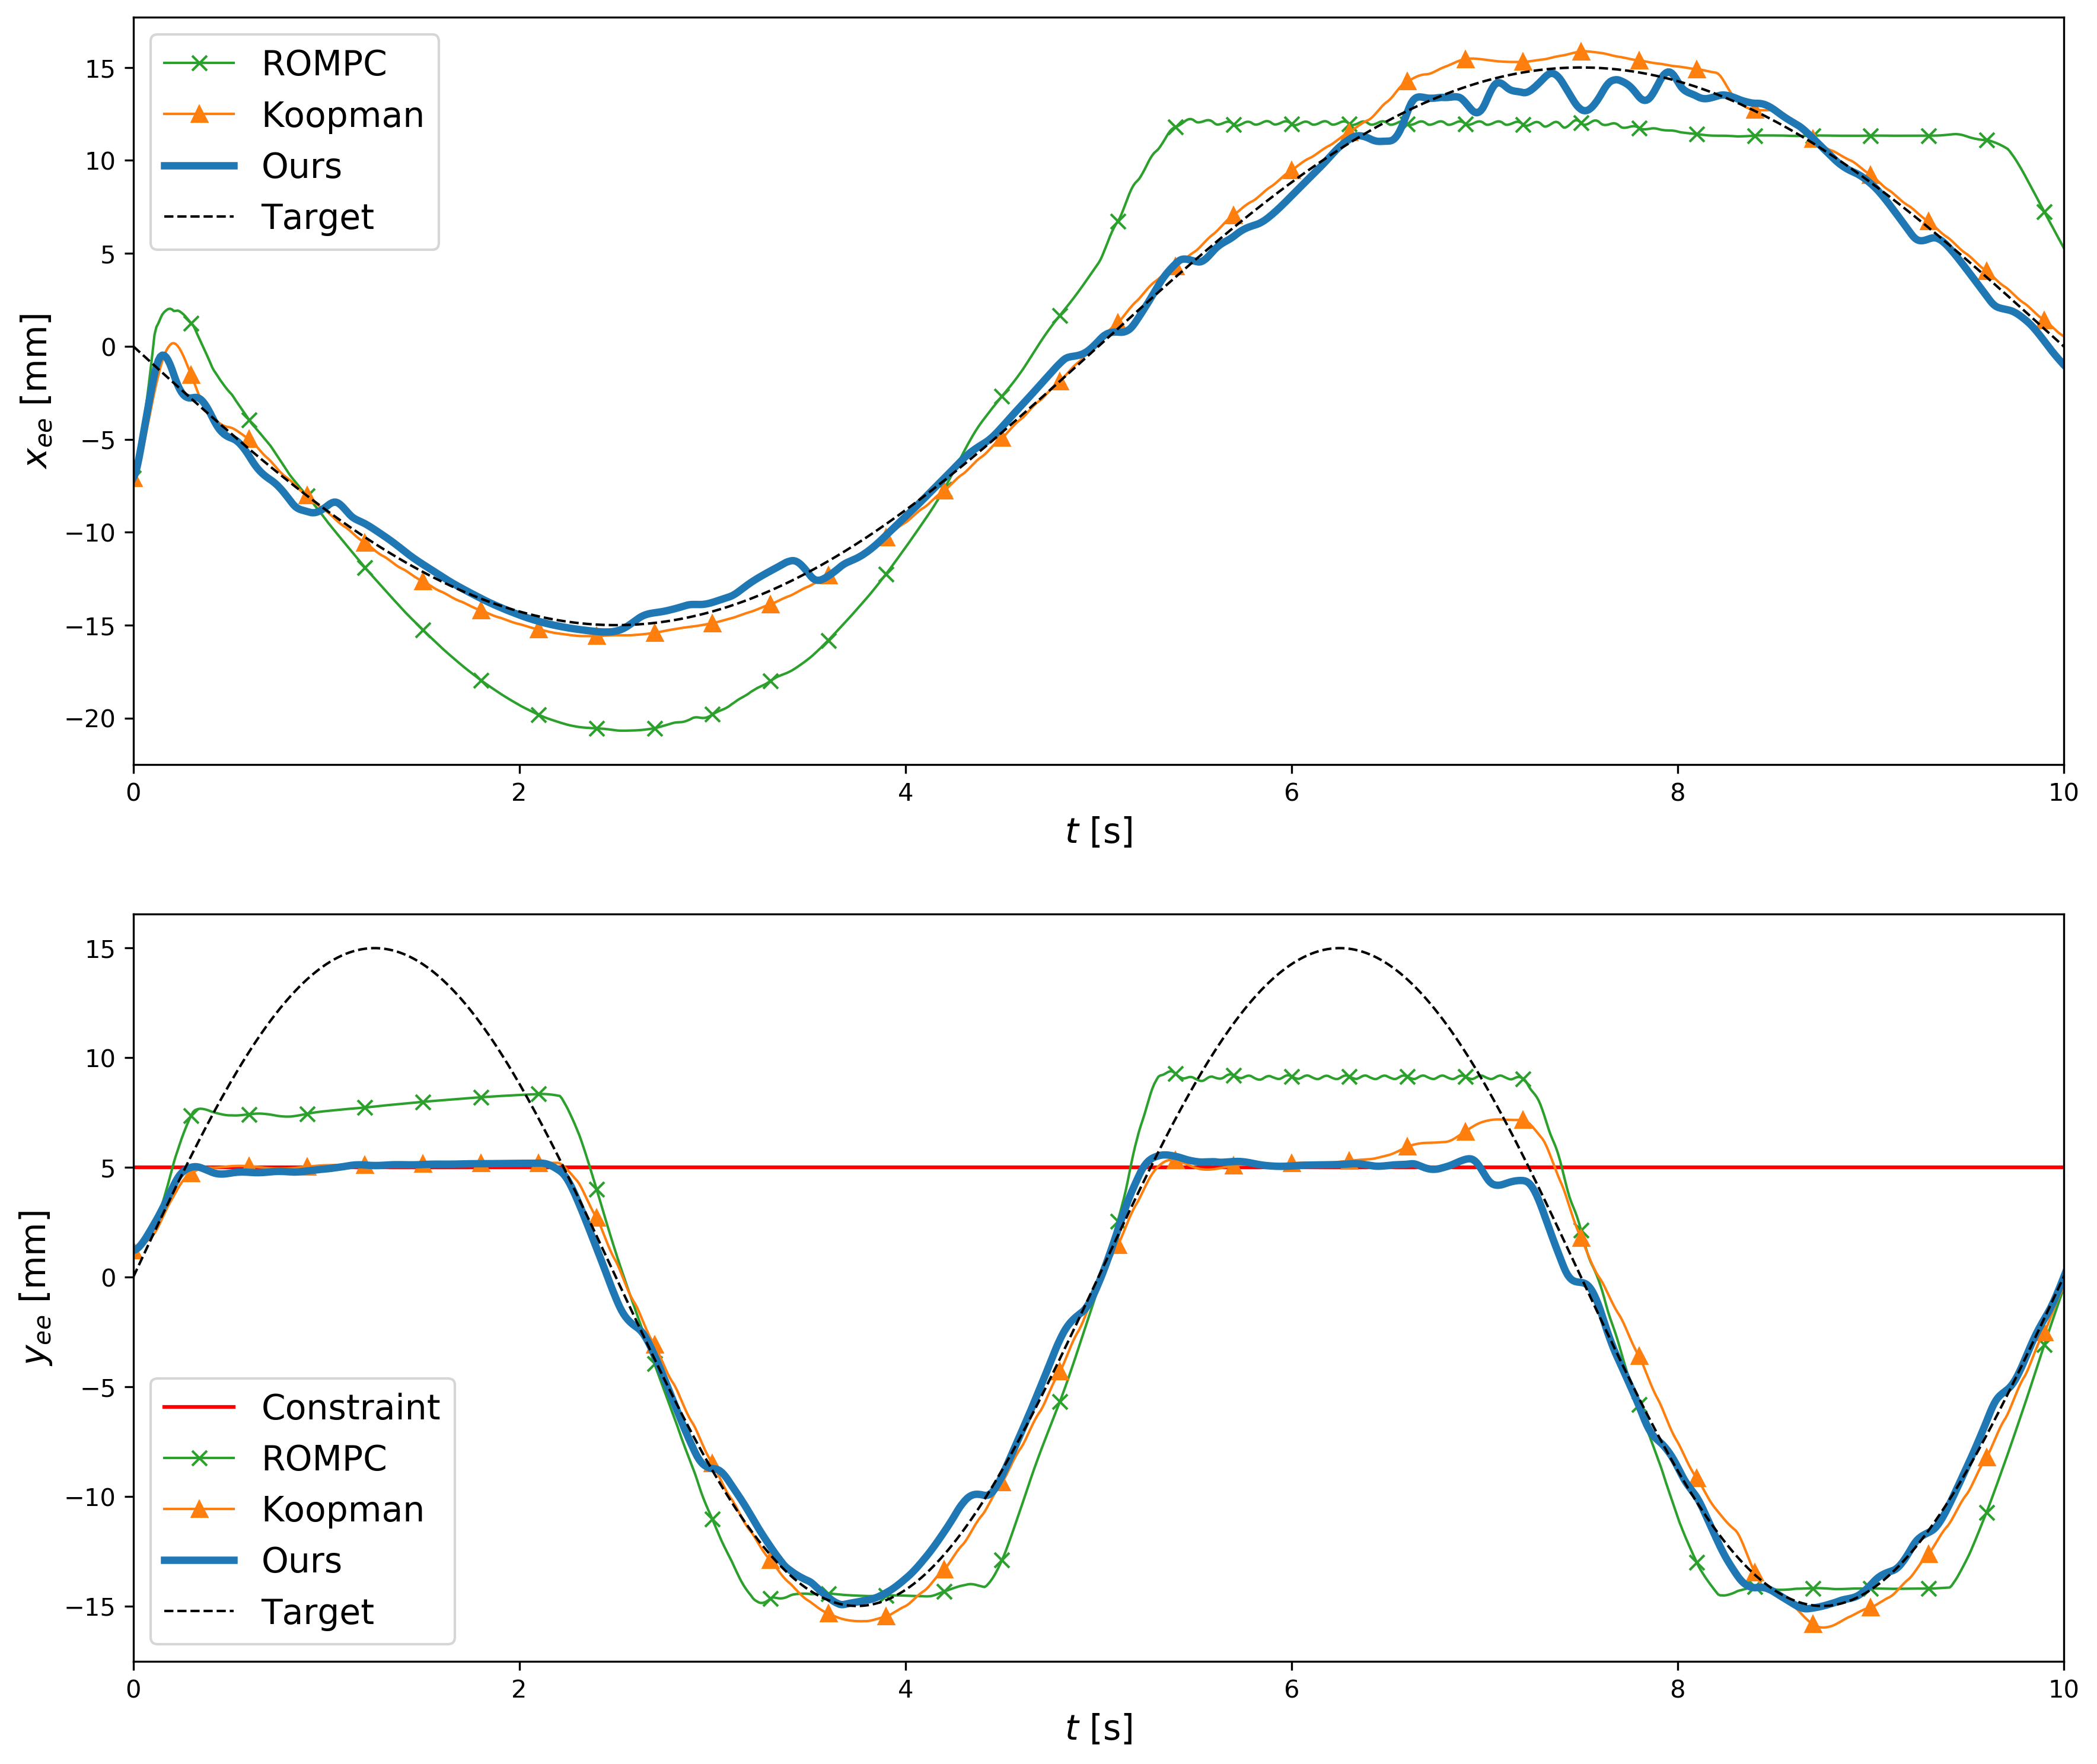 ROMPC
Koopman
Ours
Target
15
10
5
0
−5
−10
−15
−20
x_ee [mm]
0 2 4 6 8 10
t [s]
15
10
5
0
−5
−10
−15
y_ee [mm]
Constraint
ROMPC
Koopman
Ours
Target
0 2 4 6 8 10
t [s]